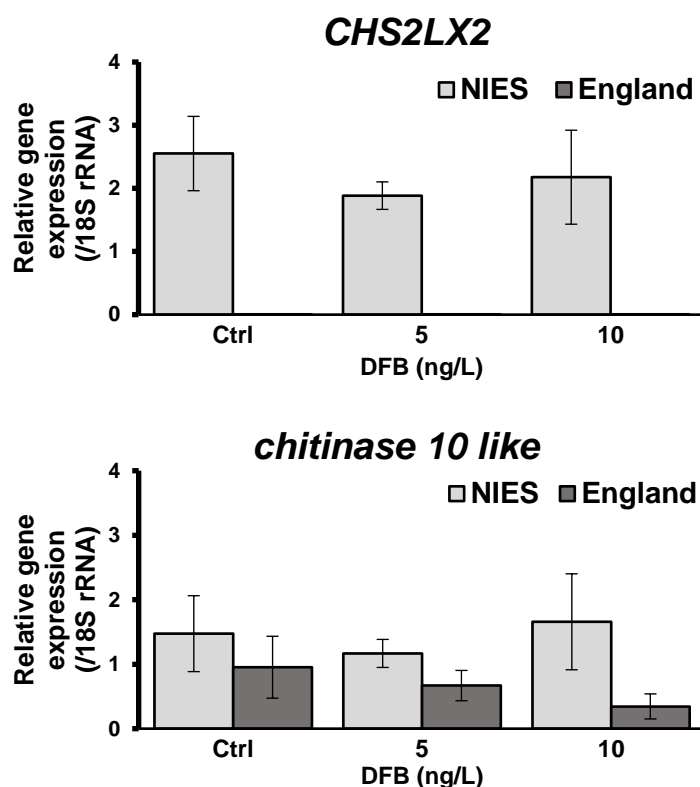 CHS2LX2
NIES England
Relative gene
expression
(/18S rRNA)
4
3
2
1
0
Ctrl 5 10
DFB (ng/L)
chitinase 10 like
NIES England
Relative gene
expression
(/18S rRNA)
4
3
2
1
0
Ctrl 5 10
DFB (ng/L)